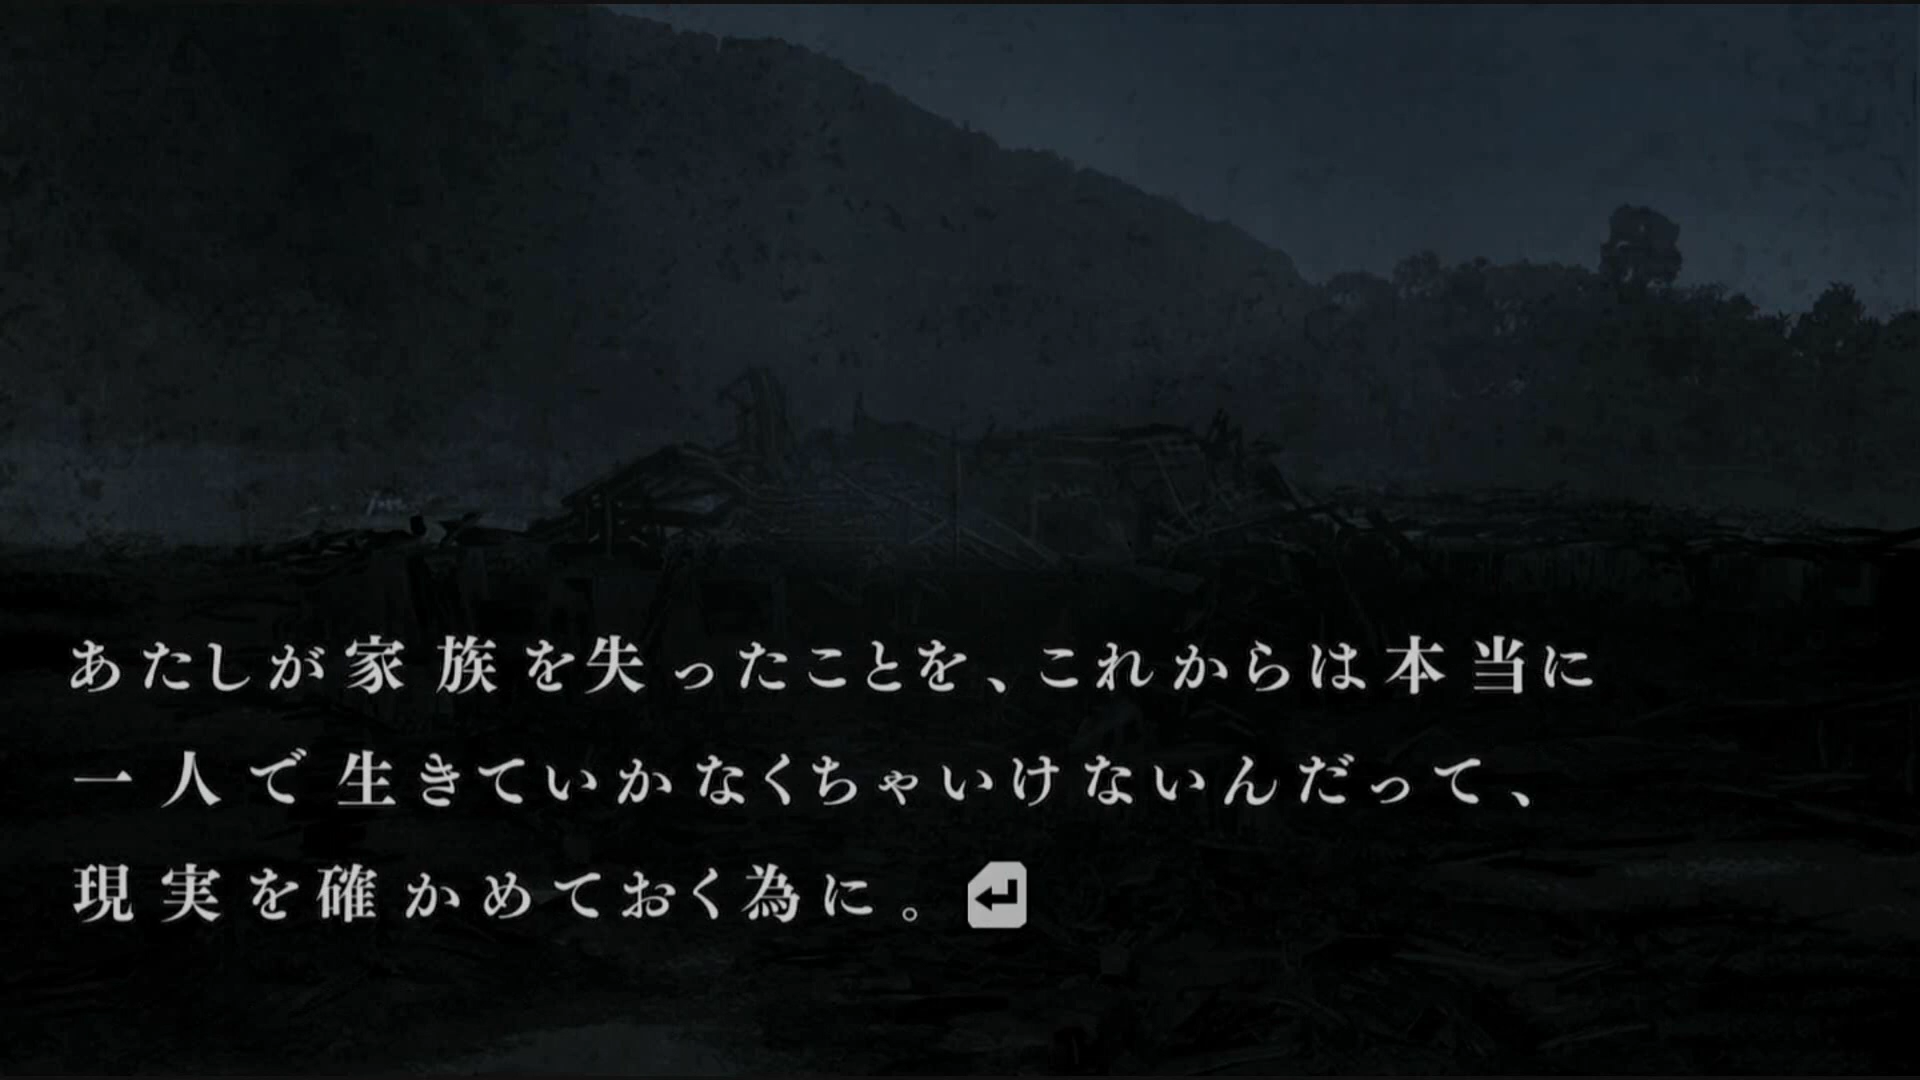 あたしが家族を失ったことを、これからは本当に
一人で生きていかなくちゃいけないんだって、
現実を確かめておく為に。